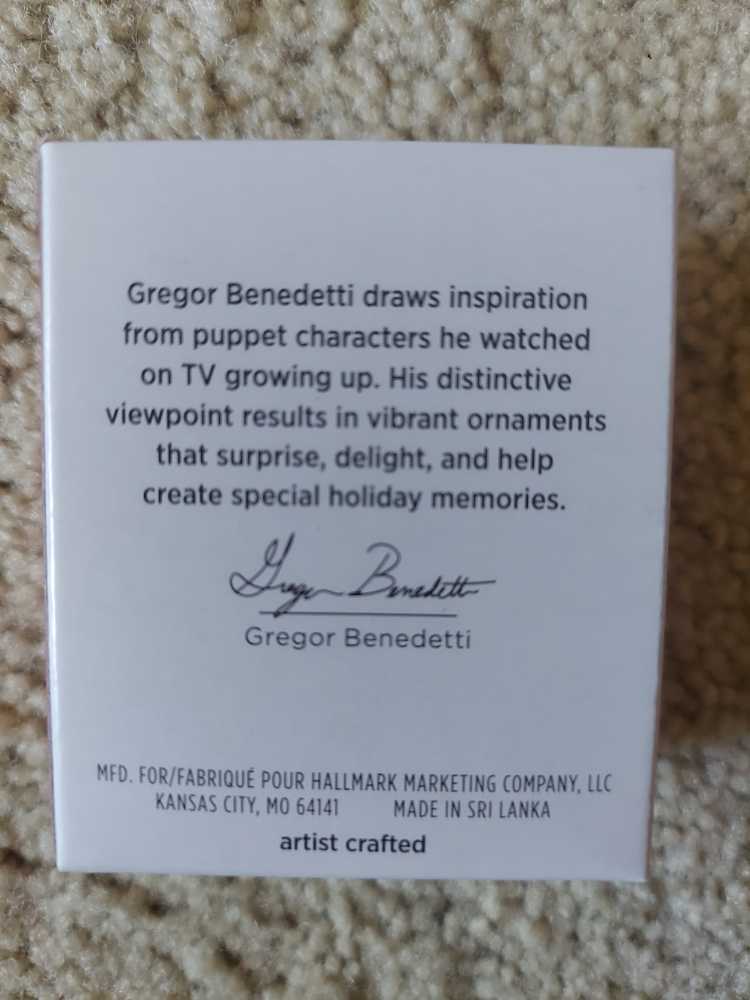 Gregor Benedetti draws inspiration
from puppet characters he watched
on TV growing up. His distinctive
viewpoint results in vibrant ornaments
that surprise, delight, and help
create special holiday memories.
Gregor Benedetti
Gregor Benedetti
MFD. FOR/FABRIQUÉ POUR HALLMARK MARKETING COMPANY, LLC
KANSAS CITY, MO 64141 MADE IN SRI LANKA
artist crafted